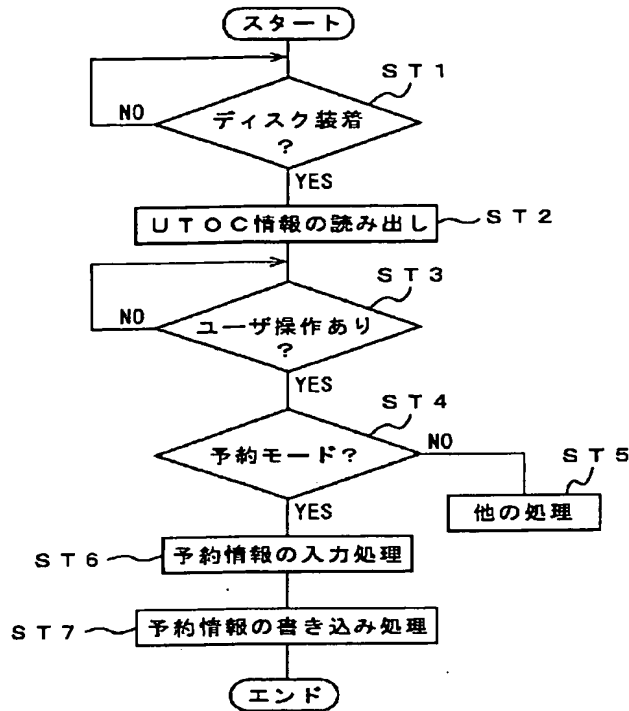 スタート
ST1
NO
ディスク装着
?
YES
UTOC情報の読み出し
ST2
ST3
NO
ユーザ操作あり
?
YES
ST4
予約モード?
NO
ST5
YES
他の処理
ST6
予約情報の入力処理
ST7
予約情報の書き込み処理
エンド